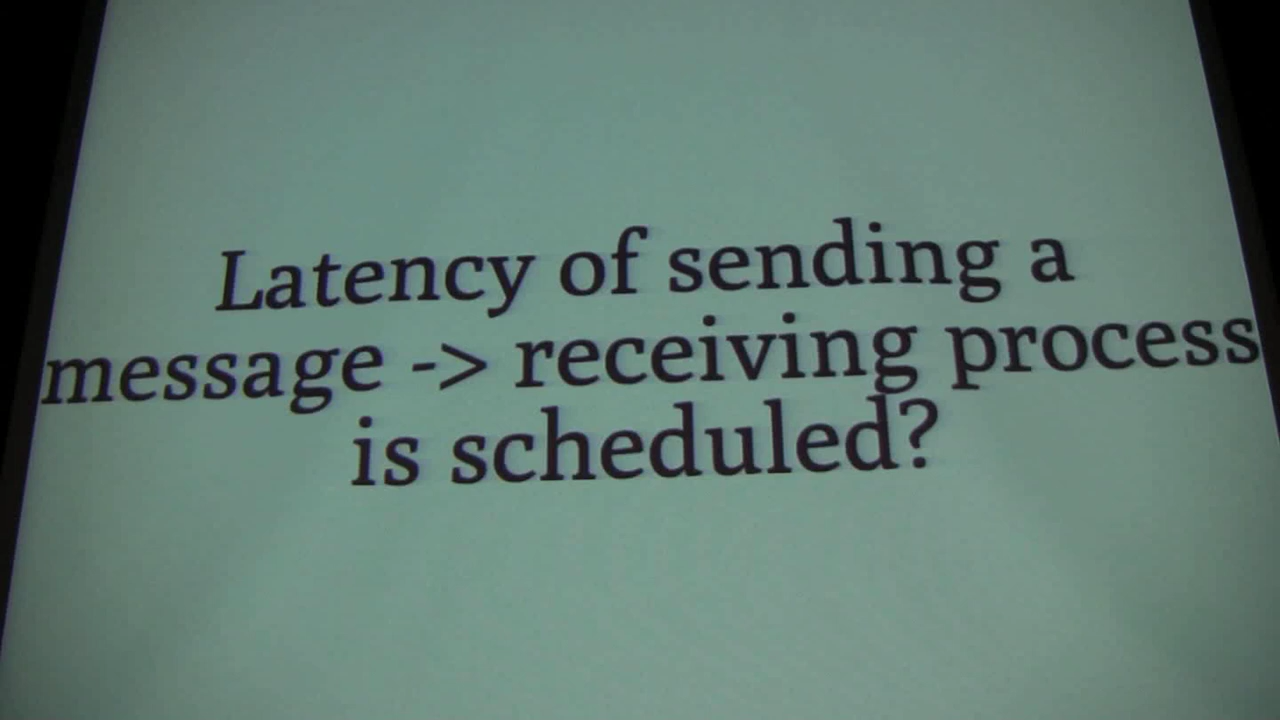 Latency of sending a
message -> receiving process
is scheduled?